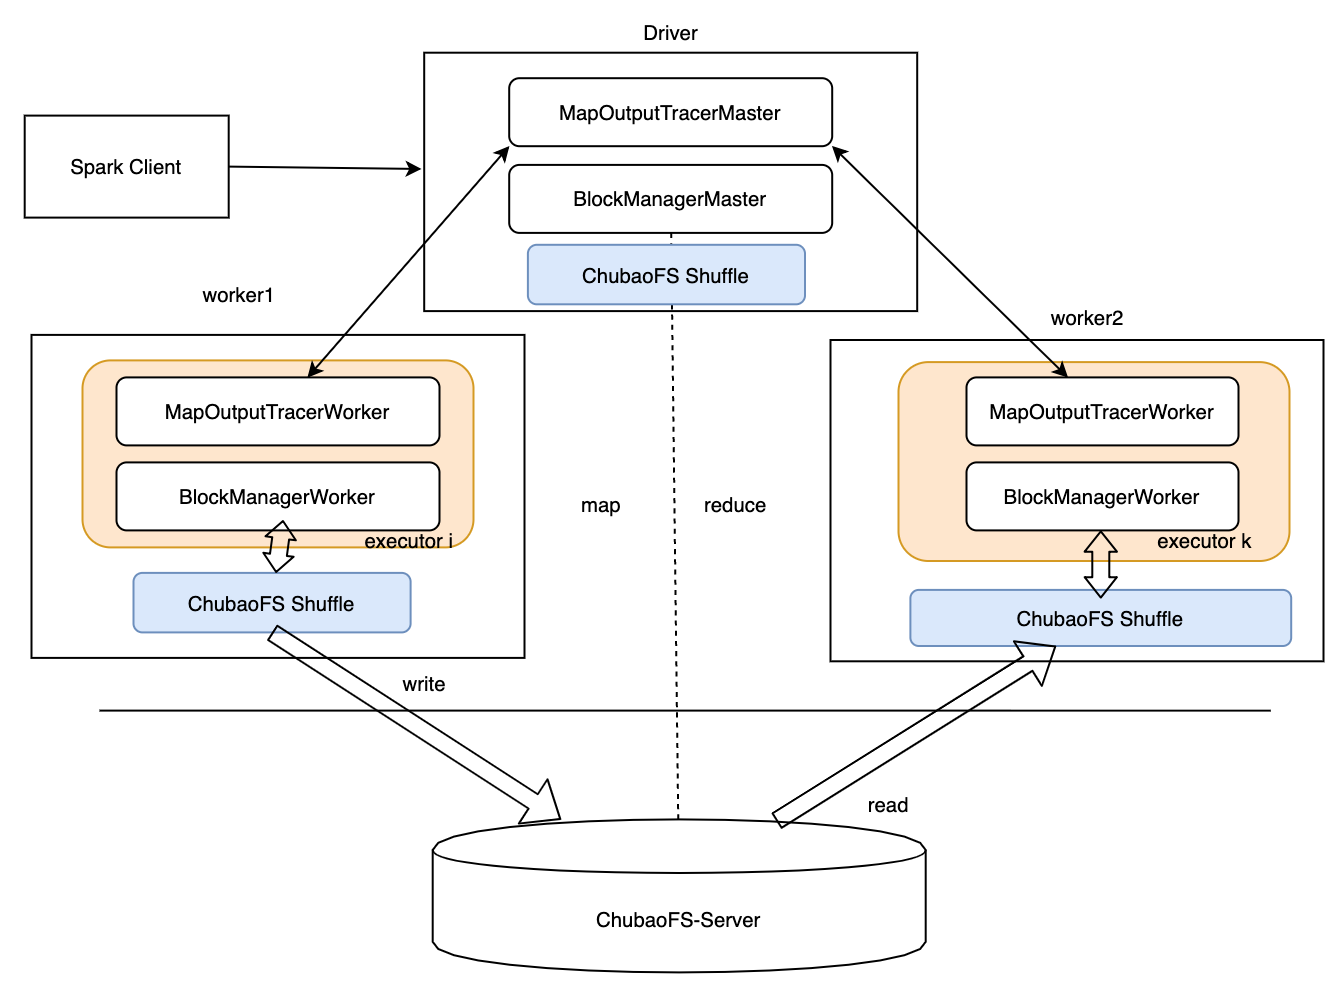 Driver
MapOutputTracerMaster
Spark Client
BlockManagerMaster
ChubaoFS Shuffle
worker1
worker2
MapOutputTracerWorker
MapOutputTracerWorker
BlockManagerWorker
BlockManagerWorker
map
reduce
executor i
executor k
ChubaoFS Shuffle
ChubaoFS Shuffle
write
read
ChubaoFS-Server